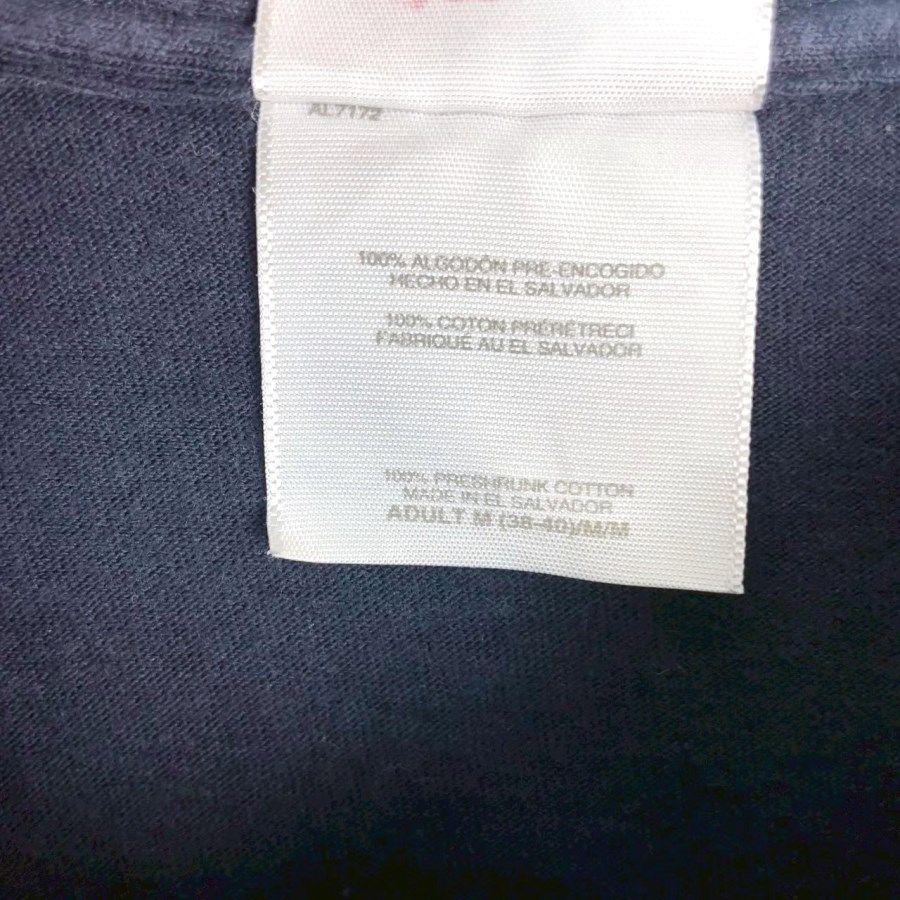 AL7172
100% ALGODÓN PRE-ENCOGIDO
HECHO EN EL SALVADOR
100% COTON PRÉRÉTRECI
FABRIQUÉ AU EL SALVADOR
100% PRESHRUNK COTTON
MADE IN EL SALVADOR
ADULT M (38-40)/M/M